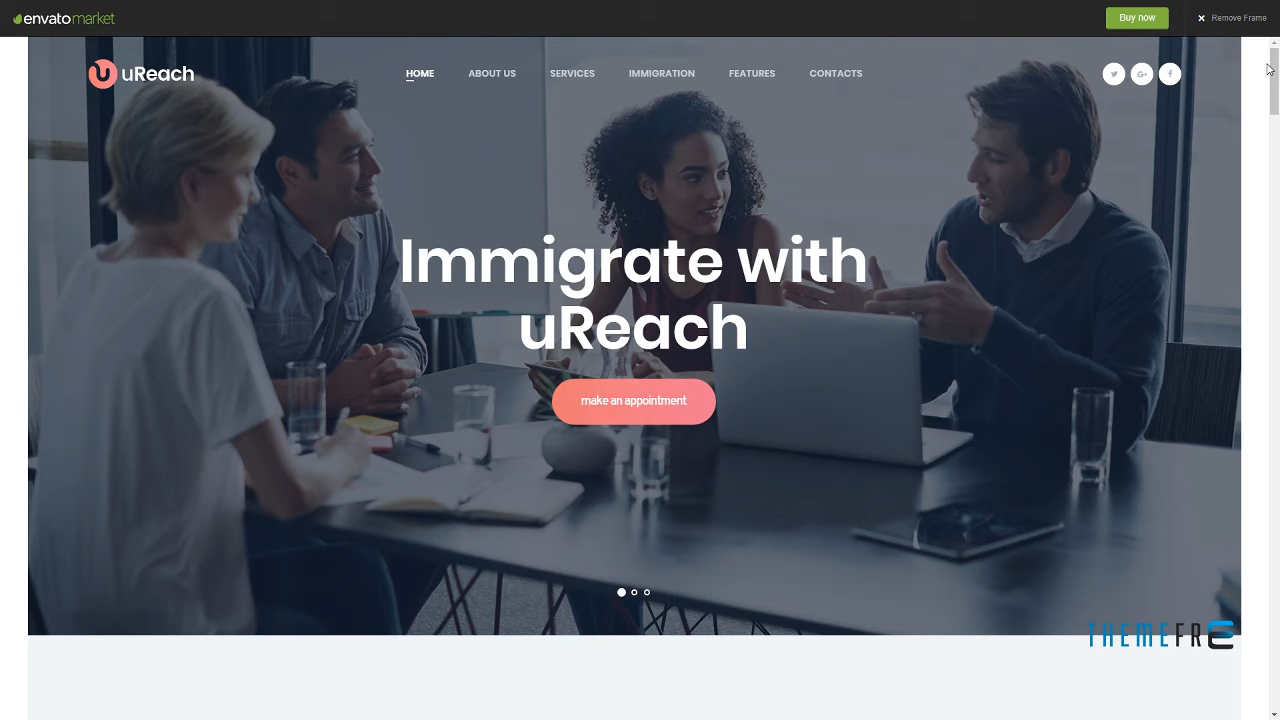 envatomarket
Buy now
Remove Frame
uReach
HOME
ABOUT US
SERVICES
IMMIGRATION
FEATURES
CONTACTS
Immigrate with
uReach
make an appointment
THEMEFRE